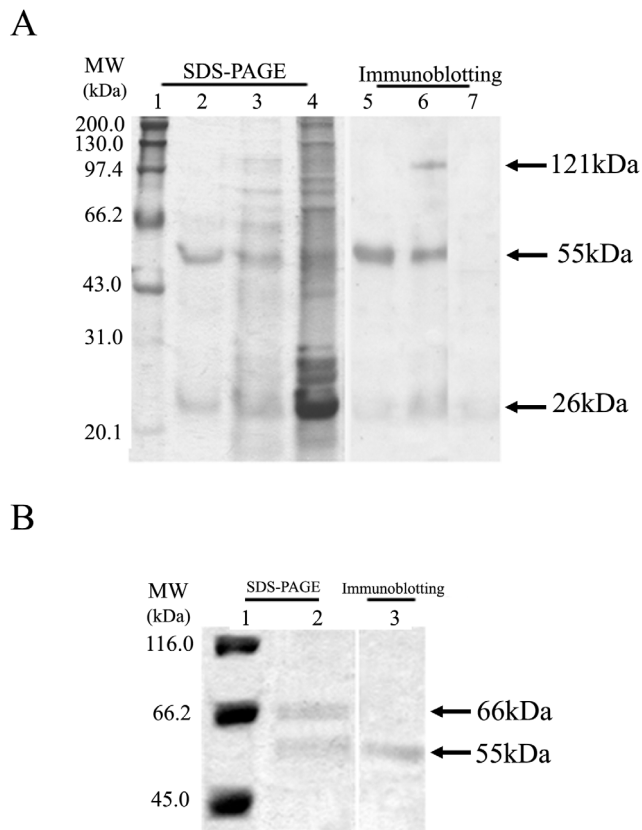 A
MW
(kDa)
SDS-PAGE
Immunoblotting
1 2 3 4 5 6 7
200.0
130.0
97.4
66.2
43.0
31.0
20.1
121kDa
55kDa
26kDa
B
MW
(kDa)
SDS-PAGE
Immunoblotting
1 2 3
116.0
66.2
45.0
66kDa
55kDa